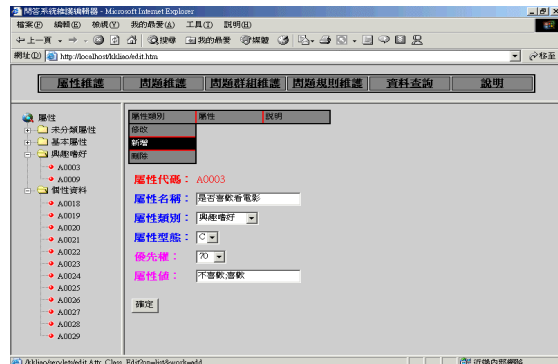 問答系統維護編輯器 - Microsoft Internet Explorer
檔案(F) 編輯(E) 檢視(V) 我的最愛(A) 工具(T) 說明(H)
上一頁 搜尋 我的最愛 媒體
網址(D) http://localhost/kkliao/edit.htm 移至
屬性維護 問題維護 問題群組維護 問題規則維護 資料查詢 說明
屬性
未分類屬性
基本屬性
興趣嗜好
A0003
A0009
個性資料
A0018
A0019
A0020
A0021
A0022
A0023
A0024
A0025
A0026
A0027
A0028
A0029
屬性類別 屬性 說明
修改
新增
刪除
屬性代碼： A0003
屬性名稱： 是否喜歡看電影
屬性類別： 興趣嗜好
屬性型態： C
優先權： 70
屬性值： 不喜歡;喜歡
確定
近端內部網路